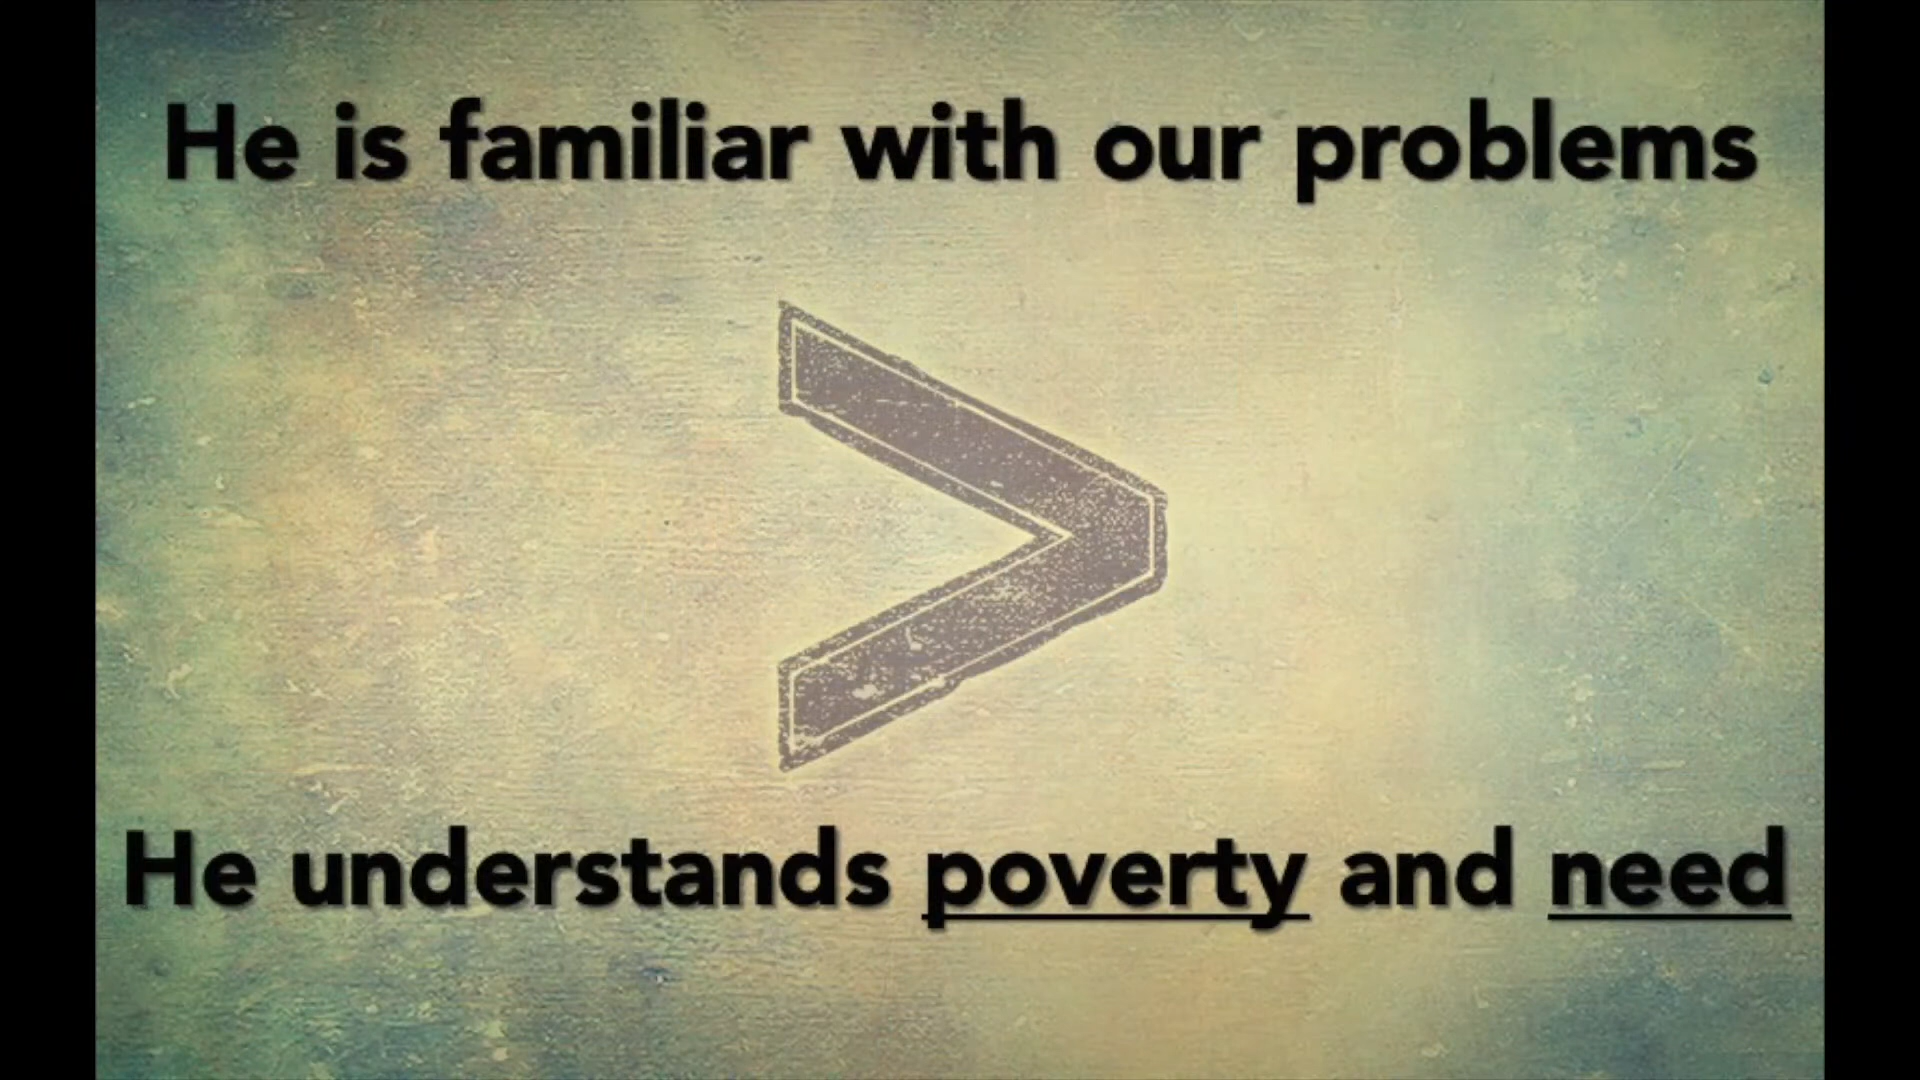 He is familiar with our problems
>
He understands poverty and need